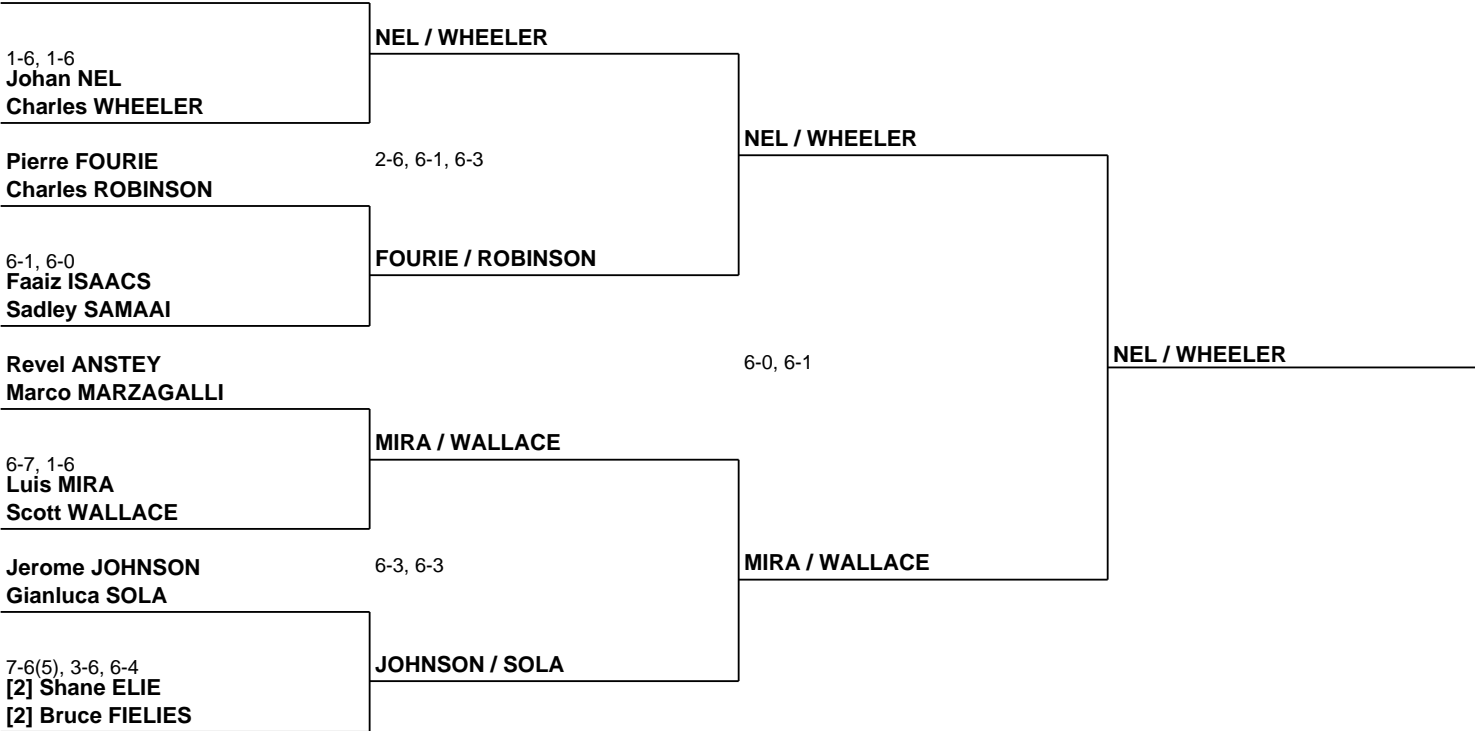 NEL / WHEELER
1-6, 1-6
Johan NEL
Charles WHEELER
NEL / WHEELER
Pierre FOURIE
Charles ROBINSON
2-6, 6-1, 6-3
6-1, 6-0
Faaiz ISAACS
Sadley SAMAAI
FOURIE / ROBINSON
Revel ANSTEY
Marco MARZAGALLI
6-0, 6-1
NEL / WHEELER
MIRA / WALLACE
6-7, 1-6
Luis MIRA
Scott WALLACE
Jerome JOHNSON
Gianluca SOLA
6-3, 6-3
MIRA / WALLACE
JOHNSON / SOLA
7-6(5), 3-6, 6-4
[2] Shane ELIE
[2] Bruce FIELIES